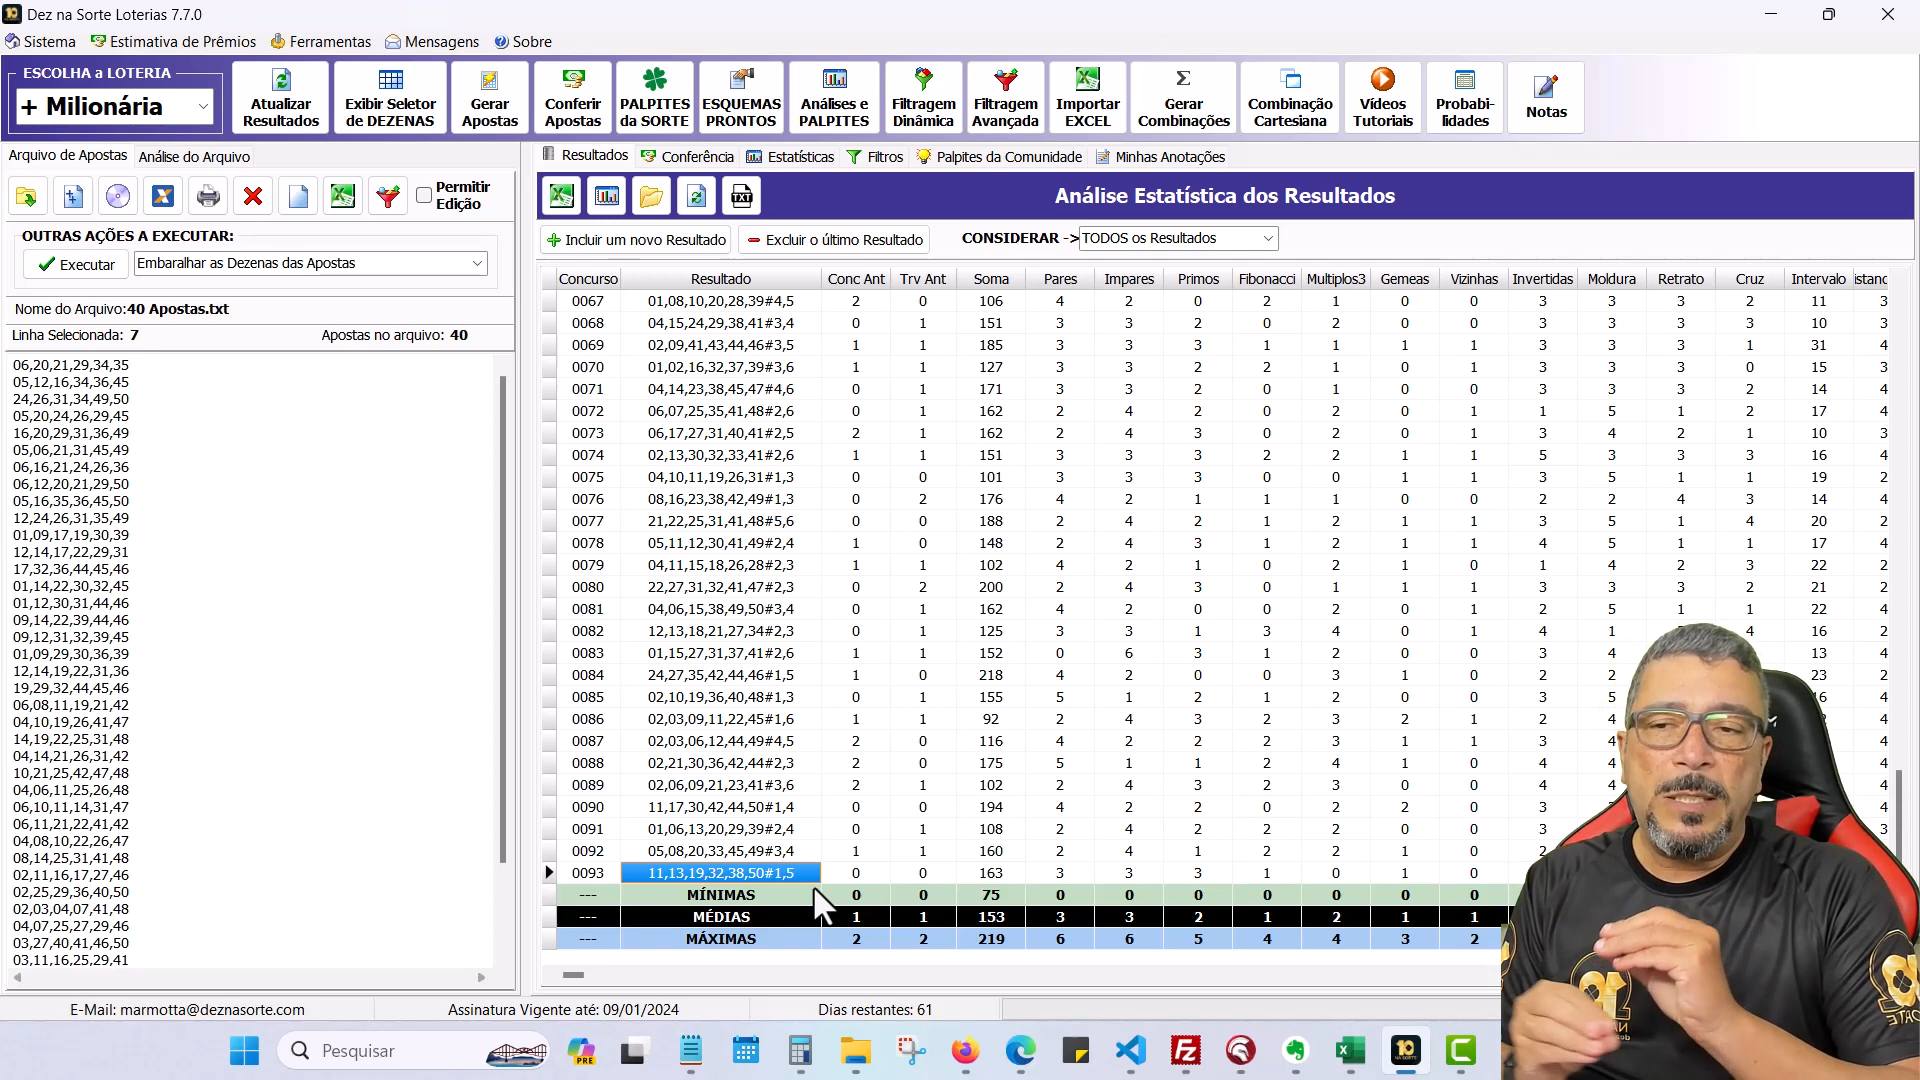 Dez na Sorte Loterias 7.7.0
Sistema Estimativa de Prêmios Ferramentas Mensagens Sobre
ESCOLHA a LOTERIA
+ Milionária
Atualizar Resultados
Exibir Seletor de DEZENAS
Gerar Apostas
Conferir Apostas
PALPITES da SORTE
ESQUEMAS PRONTOS
Análises e PALPITES
Filtragem Dinâmica
Filtragem Avançada
Importar EXCEL
Gerar Combinações
Combinação Cartesiana
Vídeos Tutoriais
Probabi-lidades
Notas
Arquivo de Apostas Análise do Arquivo
Permitir Edição
OUTRAS AÇÕES A EXECUTAR:
Executar Embaralhar as Dezenas das Apostas
Nome do Arquivo:40 Apostas.txt
Linha Selecionada: 7 Apostas no arquivo: 40
06,20,21,29,34,35
05,12,16,34,36,45
24,26,31,34,49,50
05,20,24,26,29,45
16,20,29,31,36,49
05,06,21,31,45,49
06,16,21,24,26,36
06,12,20,21,29,50
05,16,35,36,45,50
12,24,26,31,35,49
01,09,17,19,30,39
12,14,17,22,29,31
17,32,36,44,45,46
01,14,22,30,32,45
01,12,30,31,44,46
09,14,22,39,44,46
09,12,31,32,39,45
01,09,29,30,36,39
12,14,19,22,31,36
19,29,32,44,45,46
06,08,11,19,21,42
04,10,19,26,41,47
14,19,22,25,31,48
04,14,21,26,31,42
10,21,25,42,47,48
04,06,11,25,26,48
06,10,11,14,31,47
06,11,21,22,41,42
04,08,10,22,26,47
08,14,25,31,41,48
02,11,16,17,27,46
02,25,29,36,40,50
02,03,04,07,41,48
04,07,25,27,29,46
03,27,40,41,46,50
03,11,16,25,29,41
Resultados Conferência Estatísticas Filtros Palpites da Comunidade Minhas Anotações
TXT
Análise Estatística dos Resultados
Incluir um novo Resultado Excluir o último Resultado CONSIDERAR -> TODOS os Resultados
Concurso Resultado Conc Ant Trv Ant Soma Pares Impares Primos Fibonacci Multiplos3 Gemeas Vizinhas Invertidas Moldura Retrato Cruz Intervalo istanc
0067 01,08,10,20,28,39#4,5 2 0 106 4 2 0 2 1 0 0 3 3 3 2 11 3
0068 04,15,24,29,38,41#3,4 0 1 151 3 3 2 0 2 0 0 3 3 3 3 10 3
0069 02,09,41,43,44,46#3,5 1 1 185 3 3 3 1 1 1 1 3 3 3 1 31 4
0070 01,02,16,32,37,39#3,6 1 1 127 3 3 2 2 1 0 1 3 3 3 0 15 3
0071 04,14,23,38,45,47#4,6 0 1 171 3 3 2 0 1 0 0 3 3 3 2 14 4
0072 06,07,25,35,41,48#2,6 0 1 162 2 4 2 0 2 0 1 1 5 1 2 17 4
0073 06,17,27,31,40,41#2,5 2 1 162 2 4 3 0 2 0 1 3 4 2 1 10 3
0074 02,13,30,32,33,41#2,6 1 1 151 3 3 3 2 2 1 1 5 3 3 3 16 4
0075 04,10,11,19,26,31#1,3 0 0 101 3 3 3 0 0 1 1 3 5 1 1 19 2
0076 08,16,23,38,42,49#1,3 0 2 176 4 2 1 1 1 0 0 2 2 4 3 14 4
0077 21,22,25,31,41,48#5,6 0 0 188 2 4 2 1 2 1 1 3 5 1 4 20 2
0078 05,11,12,30,41,49#2,4 1 0 148 2 4 3 1 2 1 1 4 5 1 1 17 4
0079 04,11,15,18,26,28#2,3 1 1 102 4 2 1 0 2 1 0 1 4 2 3 22 2
0080 22,27,31,32,41,47#2,3 0 2 200 2 4 3 0 1 1 1 3 3 3 2 21 2
0081 04,06,15,38,49,50#3,4 0 1 162 4 2 0 0 2 0 1 2 5 1 1 22 4
0082 12,13,18,21,27,34#2,3 0 1 125 3 3 1 3 4 0 1 4 1 4 16 2
0083 01,15,27,31,37,41#2,6 1 1 152 0 6 3 1 2 0 0 3 4 13 4
0084 24,27,35,42,44,46#1,5 1 0 218 4 2 0 0 3 1 0 2 2 23 2
0085 02,10,19,36,40,48#1,3 0 1 155 5 1 2 1 2 0 0 3 5 16 4
0086 02,03,09,11,22,45#1,6 1 1 92 2 4 3 2 3 2 1 2 4 4
0087 02,03,06,12,44,49#4,5 2 0 116 4 2 2 2 3 1 1 3 4 4
0088 02,21,30,36,42,44#2,3 2 0 175 5 1 1 2 4 1 0 3 4 4
0089 02,06,09,21,23,41#3,6 2 1 102 2 4 3 2 3 0 0 4 4 4
0090 11,17,30,42,44,50#1,4 0 0 194 4 2 2 0 2 2 0 3 4
0091 01,06,13,20,29,39#2,4 0 1 108 2 4 2 2 2 0 0 3 3
0092 05,08,20,33,45,49#3,4 1 1 160 2 4 1 2 2 1 0
0093 11,13,19,32,38,50#1,5 0 0 163 3 3 3 1 0 1 0
--- MÍNIMAS 0 0 75 0 0 0 0 0 0 0
--- MÉDIAS 1 1 153 3 3 2 1 2 1 1
--- MÁXIMAS 2 2 219 6 6 5 4 4 3 2
E-Mail: marmotta@deznasorte.com Assinatura Vigente até: 09/01/2024 Dias restantes: 61
Pesquisar
PRE